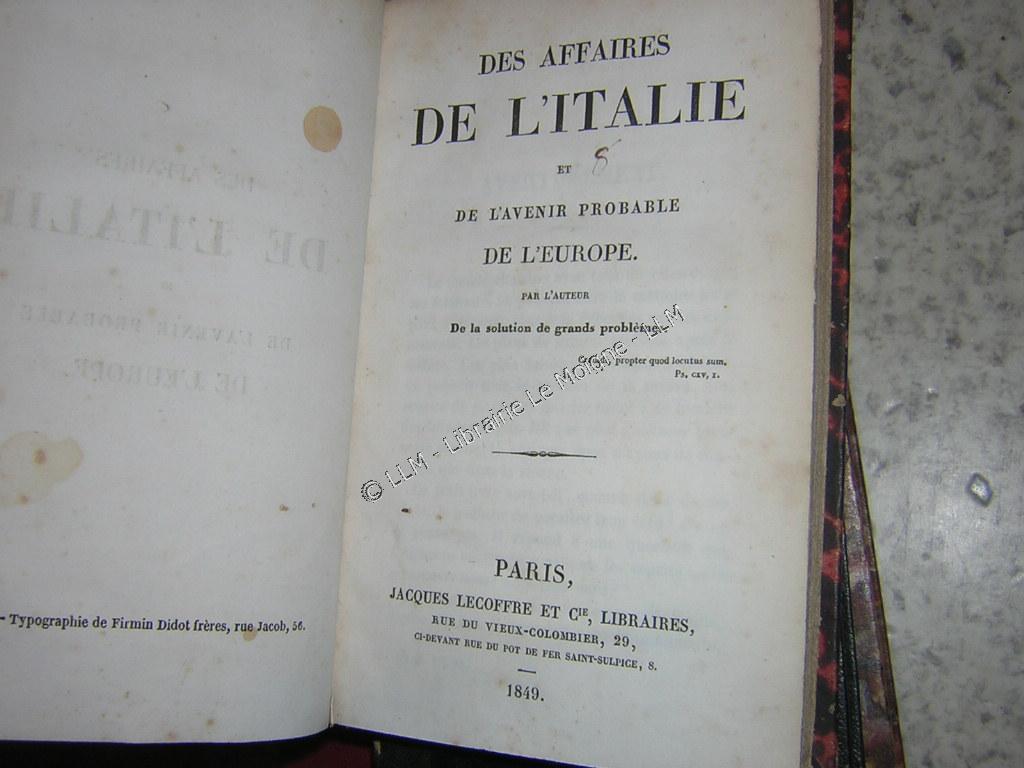 - Typographie de Firmin Didot frères, rue Jacob, 56.
DES AFFAIRES
DE L'ITALIE
8
ET
DE L'AVENIR PROBABLE
DE L'EUROPE.
PAR L'AUTEUR
De la solution de grands problèmes.
propter quod locutus sum.
Ps. CXV, 1.
© LLM - Librairie Le Moigne - LLM
PARIS,
JACQUES LECOFFRE ET CIE, LIBRAIRES,
RUE DU VIEUX-COLOMBIER, 29,
CI-DEVANT RUE DU POT DE FER SAINT-SULPICE, 8.
1849.